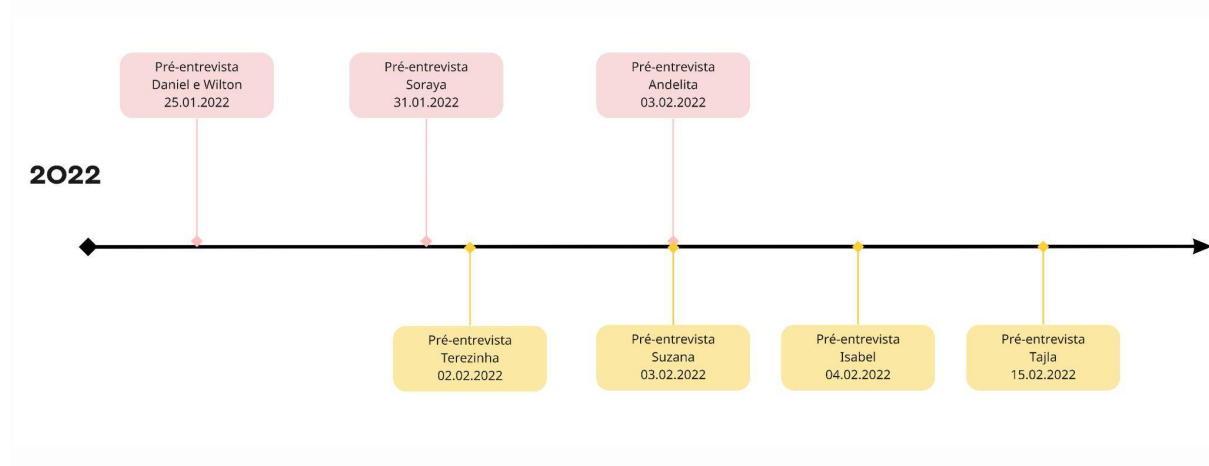 Pré-entrevista
Daniel e Wilton
25.01.2022
Pré-entrevista
Soraya
31.01.2022
Pré-entrevista
Andelita
03.02.2022
2022
Pré-entrevista
Terezinha
02.02.2022
Pré-entrevista
Suzana
03.02.2022
Pré-entrevista
Isabel
04.02.2022
Pré-entrevista
Tajla
15.02.2022